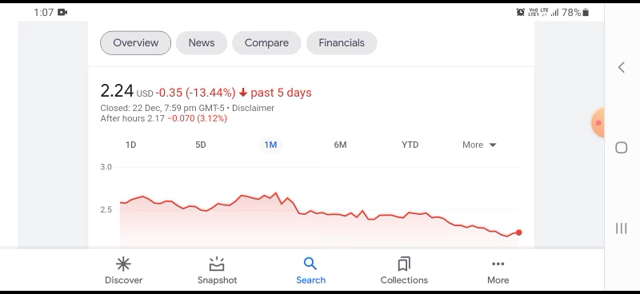 1:07
78%
Overview News Compare Financials
2.24 USD -0.35 (-13.44%) ↓ past 5 days
Closed: 22 Dec, 7:59 pm GMT-5 • Disclaimer
After hours 2.17 −0.070 (3.12%)
1D 5D 1M 6M YTD More
3.0
2.5
Discover Snapshot Search Collections More